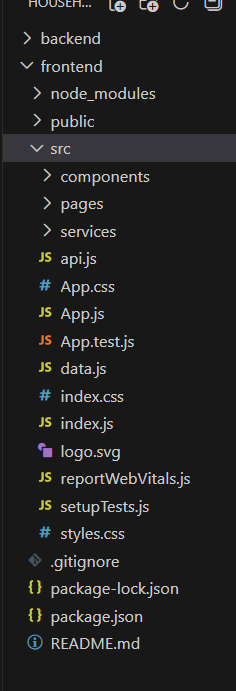 HOUSEH...
backend
frontend
node_modules
public
src
components
pages
services
JS api.js
# App.css
JS App.js
JS App.test.js
JS data.js
# index.css
JS index.js
logo.svg
JS reportWebVitals.js
JS setupTests.js
# styles.css
.gitignore
{} package-lock.json
{} package.json
README.md